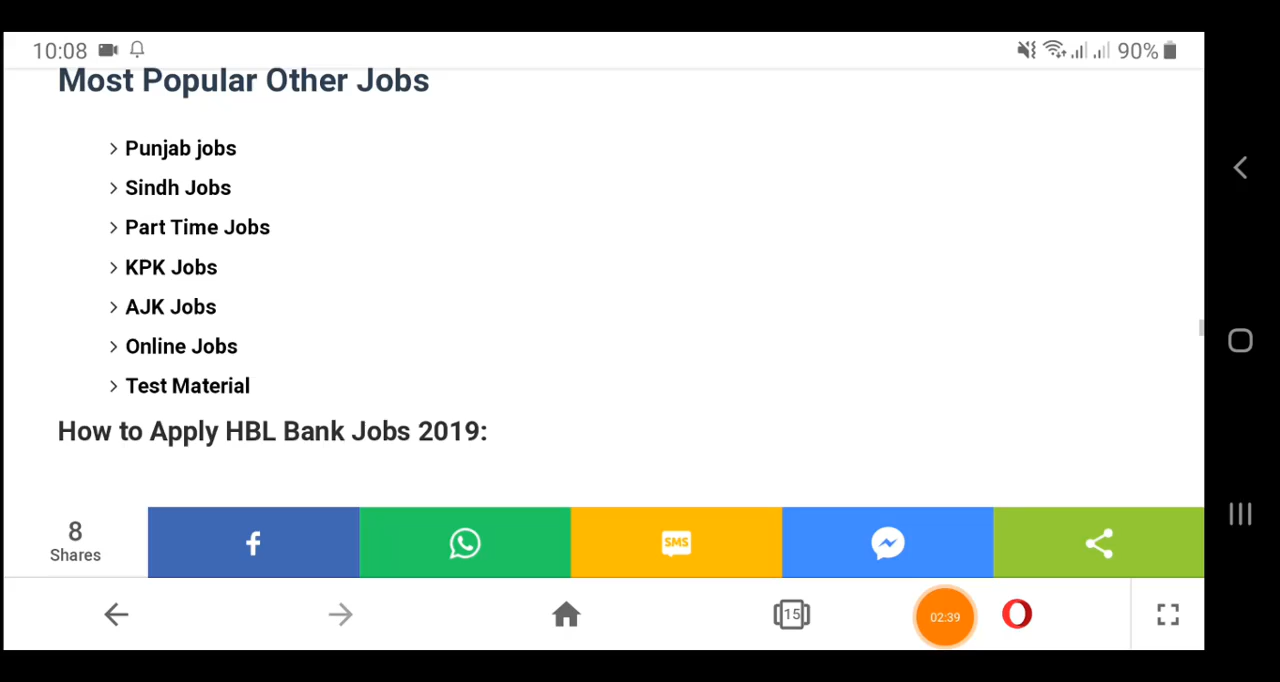 10:08 90%
Most Popular Other Jobs
> Punjab jobs
> Sindh Jobs
> Part Time Jobs
> KPK Jobs
> AJK Jobs
> Online Jobs
> Test Material
How to Apply HBL Bank Jobs 2019:
8
Shares
SMS
15
02:39